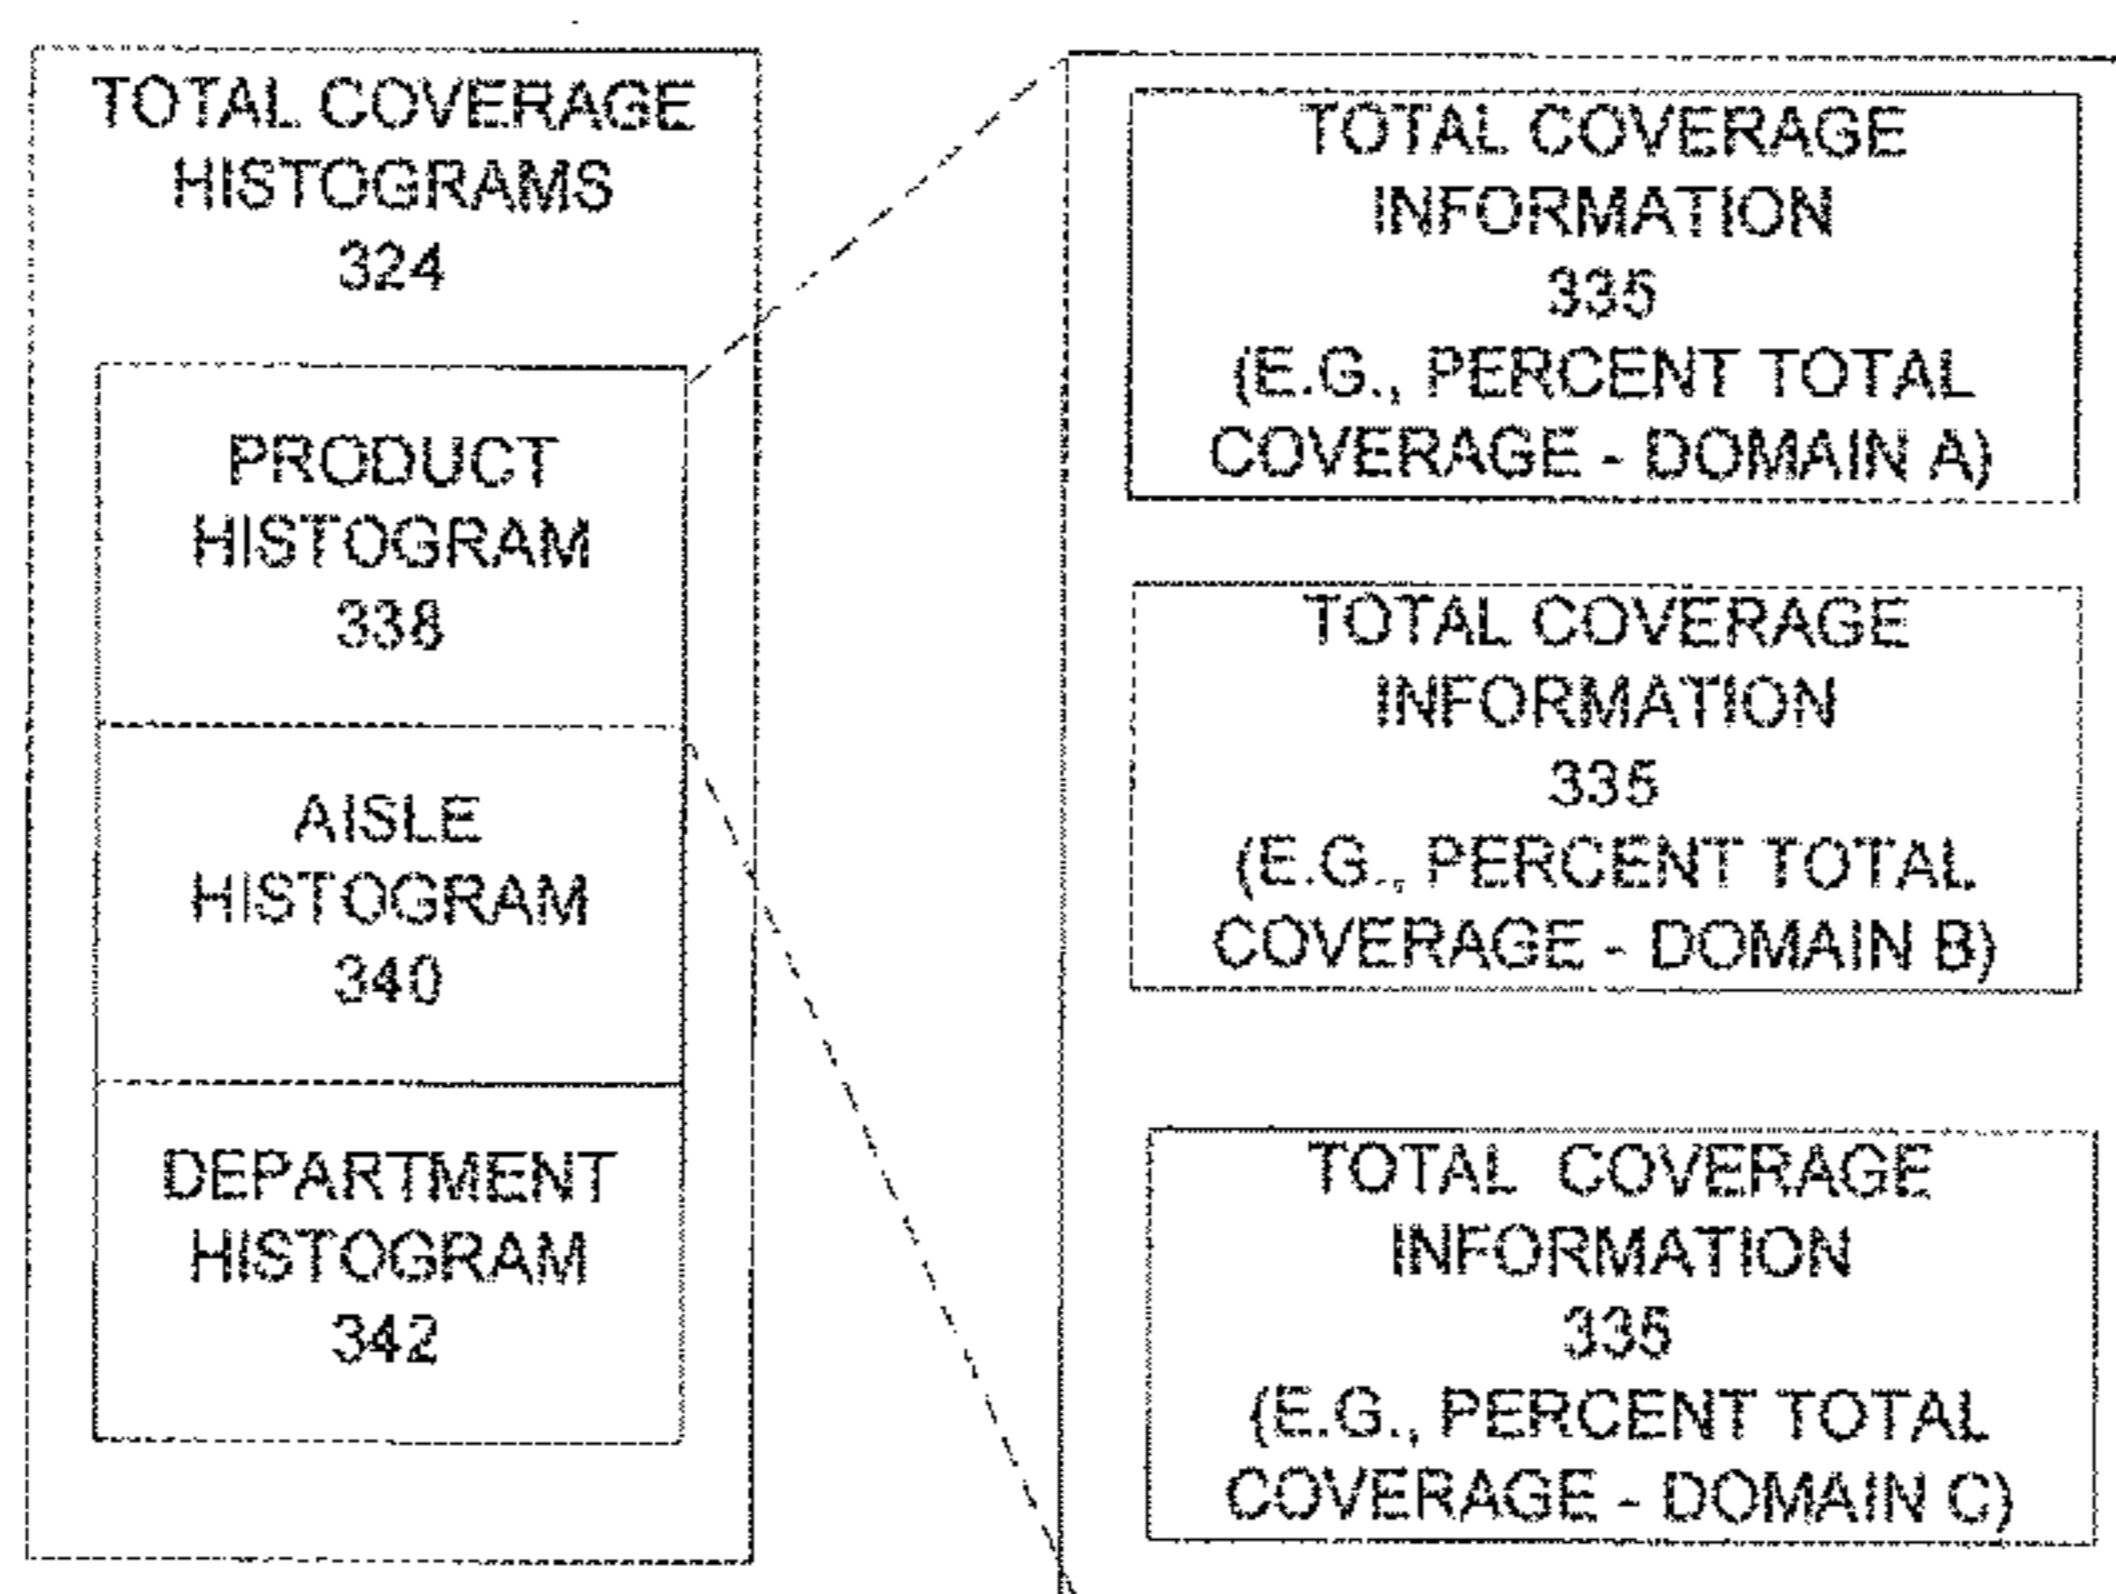 TOTAL COVERAGE
HISTOGRAMS
324
PRODUCT
HISTOGRAM
338
AISLE
HISTOGRAM
340
DEPARTMENT
HISTOGRAM
342
TOTAL COVERAGE
INFORMATION
335
(E.G., PERCENT TOTAL
COVERAGE - DOMAIN A)
TOTAL COVERAGE
INFORMATION
335
(E.G., PERCENT TOTAL
COVERAGE - DOMAIN B)
TOTAL COVERAGE
INFORMATION
335
(E.G., PERCENT TOTAL
COVERAGE - DOMAIN C)